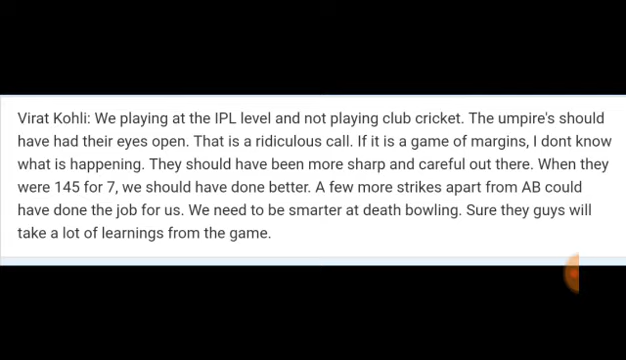 Virat Kohli: We playing at the IPL level and not playing club cricket. The umpire's should
have had their eyes open. That is a ridiculous call. If it is a game of margins, I dont know
what is happening. They should have been more sharp and careful out there. When they
were 145 for 7, we should have done better. A few more strikes apart from AB could
have done the job for us. We need to be smarter at death bowling. Sure they guys will
take a lot of learnings from the game.